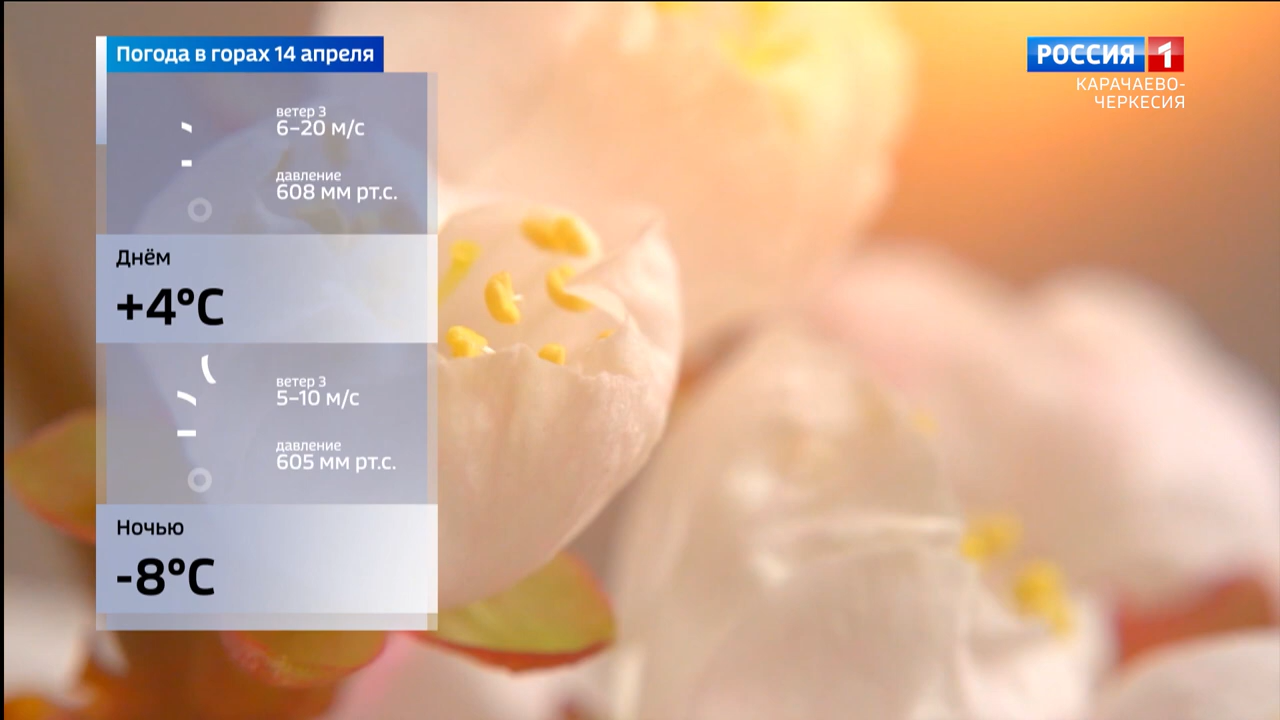 Погода в горах 14 апреля
РОССИЯ 1
КАРАЧАЕВО-
ЧЕРКЕСИЯ
ветер З
6–20 м/с
давление
608 мм рт.с.
Днём
+4°C
ветер З
5–10 м/с
давление
605 мм рт.с.
Ночью
-8°C